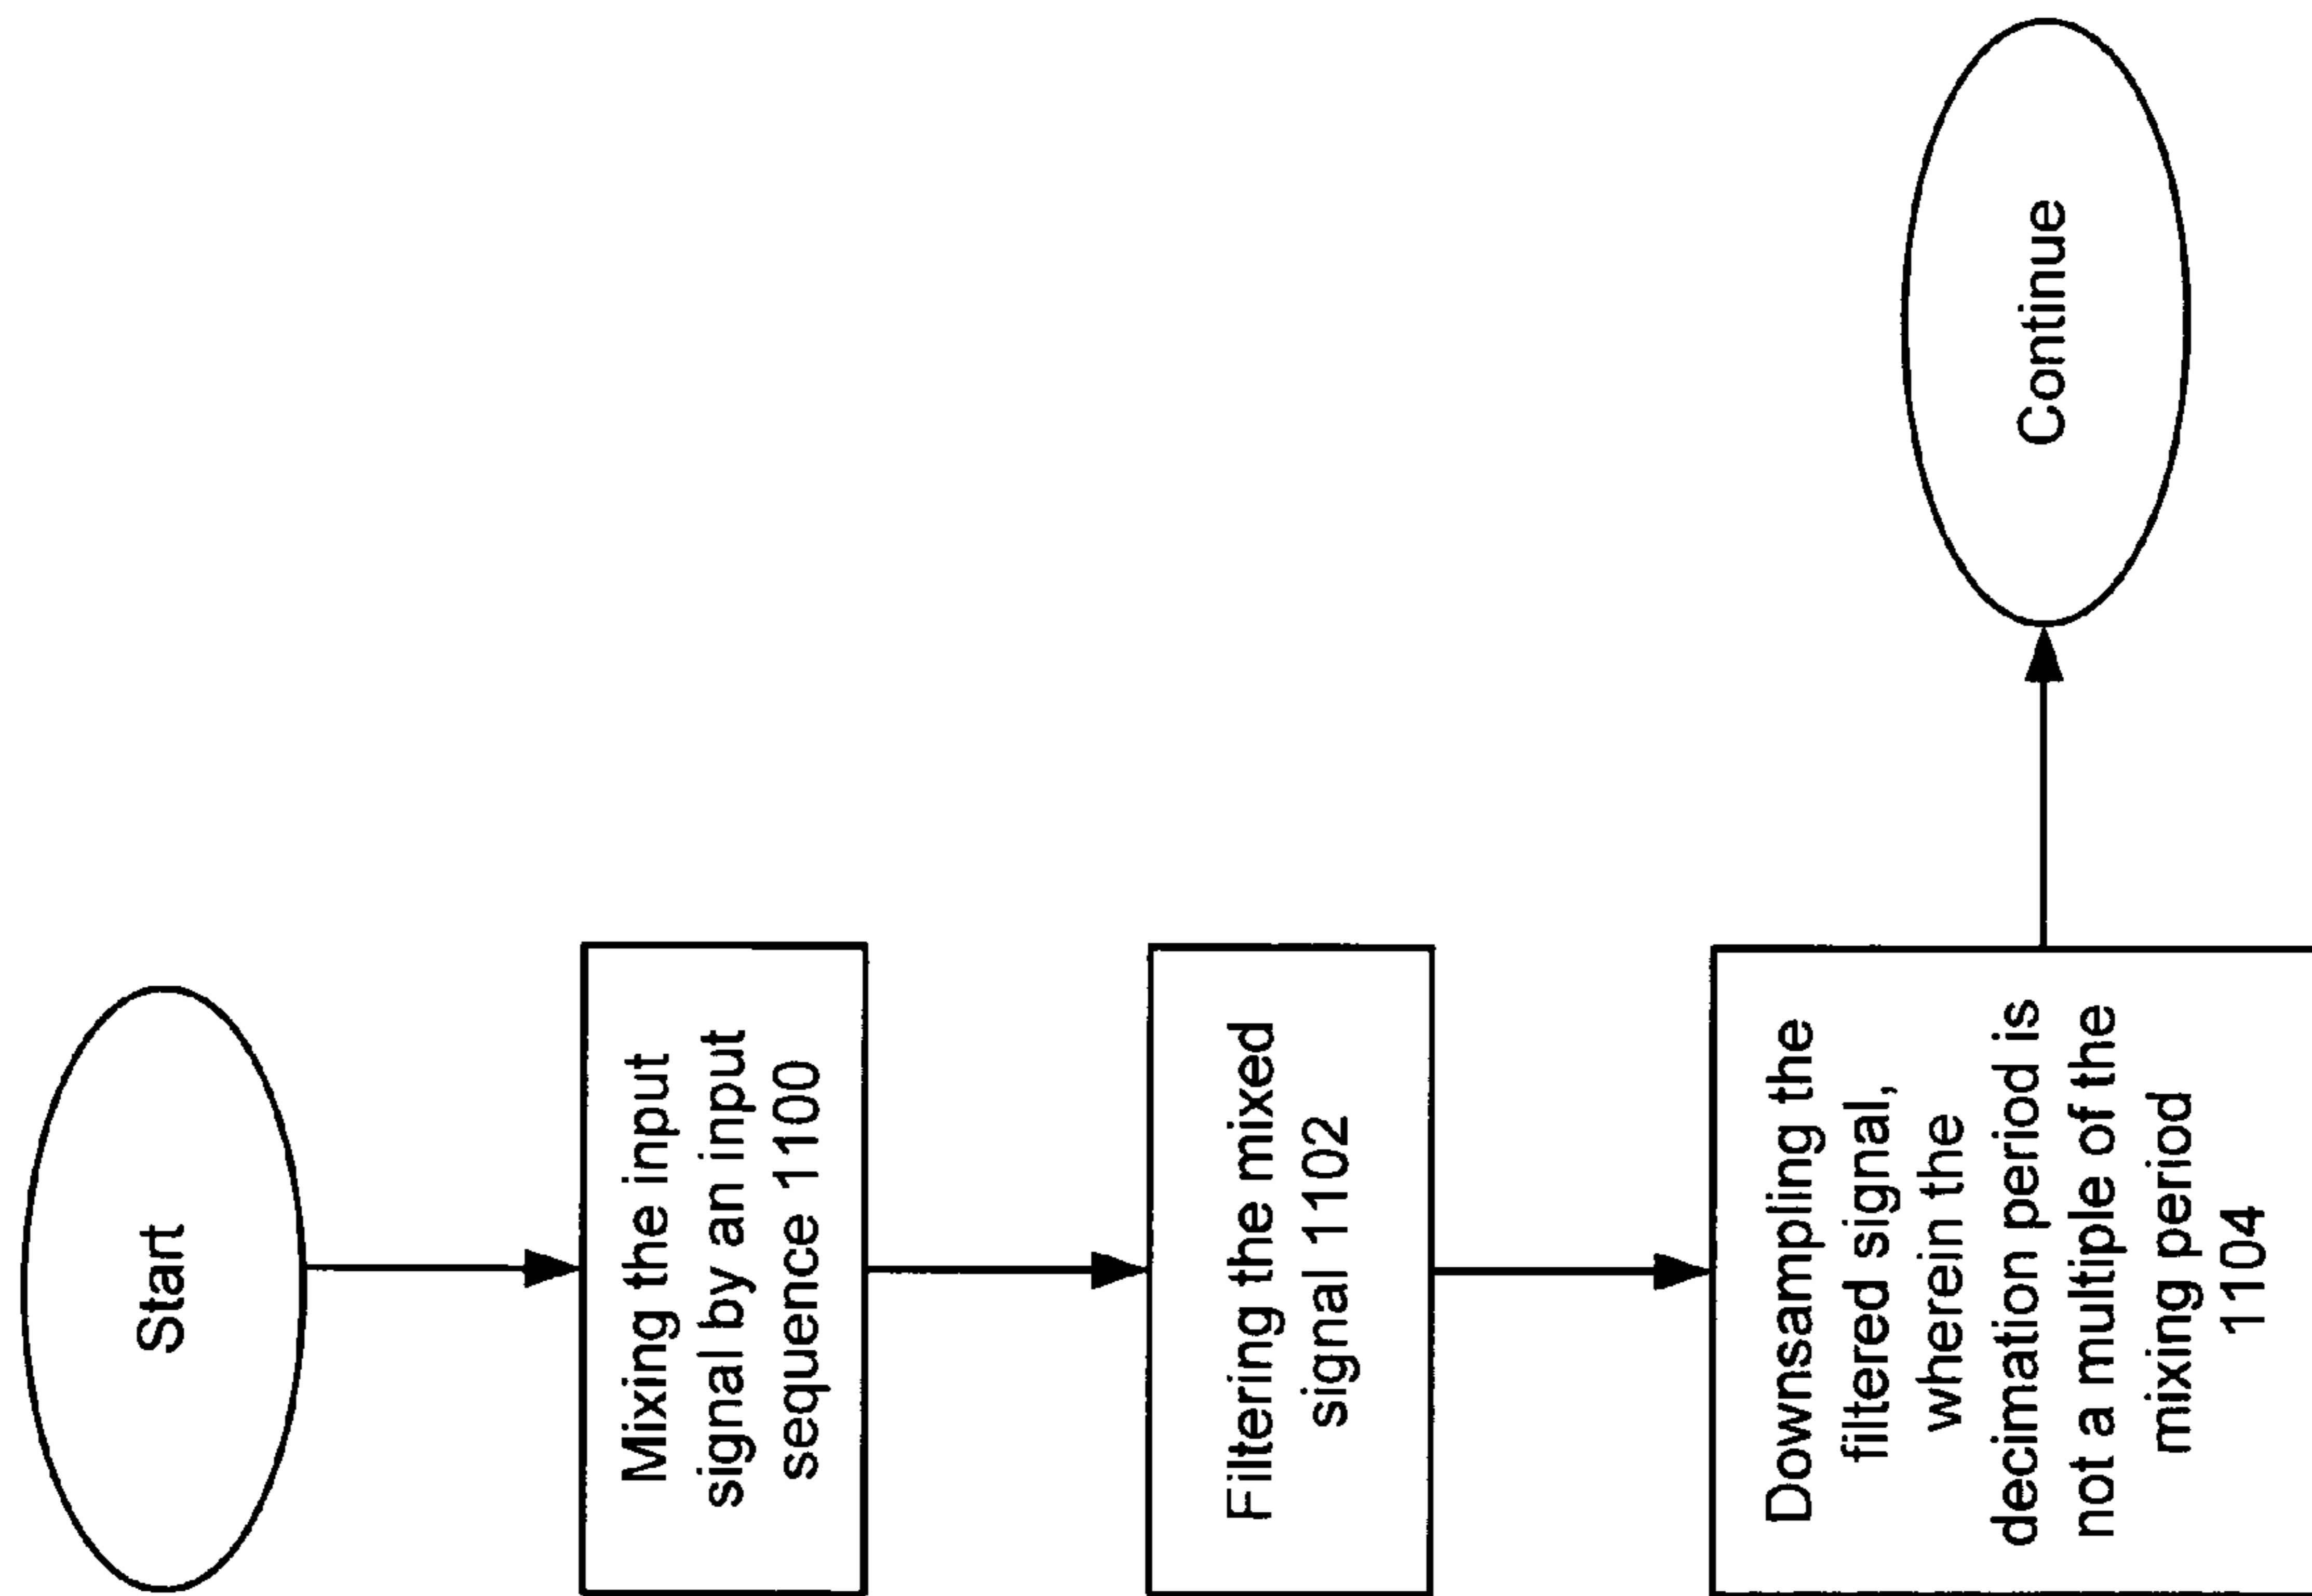 Start
Mixing the input
signal by an input
sequence 1100
Filtering the mixed
signal 1102
Downsampling the
filtered signal,
wherein the
decimation period is
not a multiple of the
mixing period
1104
Continue